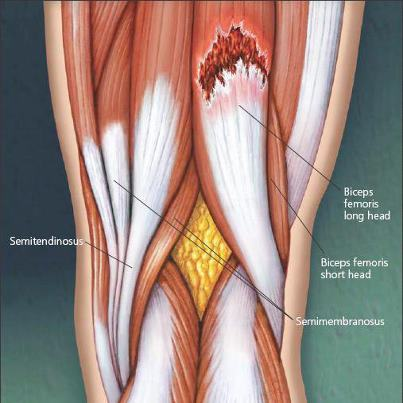 Biceps
femoris
long head
Semitendinosus
Biceps femoris
short head
Semimembranosus